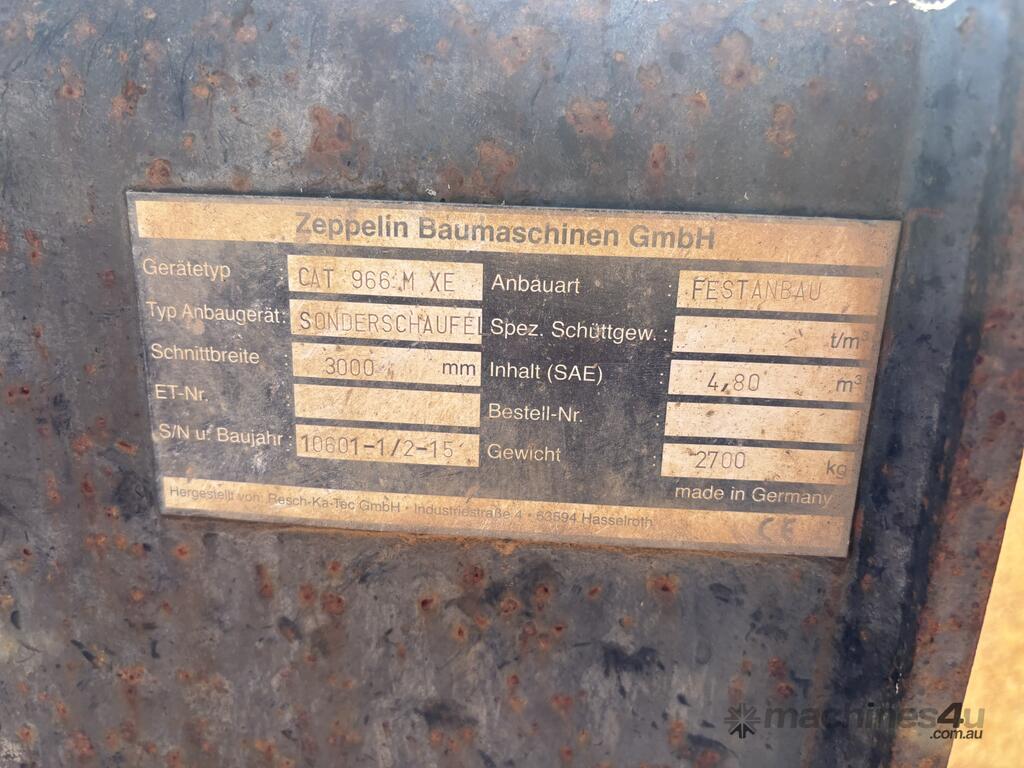 Zeppelin Baumaschinen GmbH
Gerätetyp : CAT 966 M XE Anbauart : FESTANBAU
Typ Anbaugerät: SONDERSCHAUFEL Spez. Schüttgew. : t/m³
Schnittbreite : 3000 mm Inhalt (SAE) : 4,80 m³
ET-Nr. : Bestell-Nr. :
S/N u. Baujahr : 10601-1/2-15 Gewicht : 2700 kg
made in Germany
Hergestellt von: Resch-Ka-Tec GmbH • Industriestraße 4 • 63594 Hasselroth
CE
machines4u
.com.au